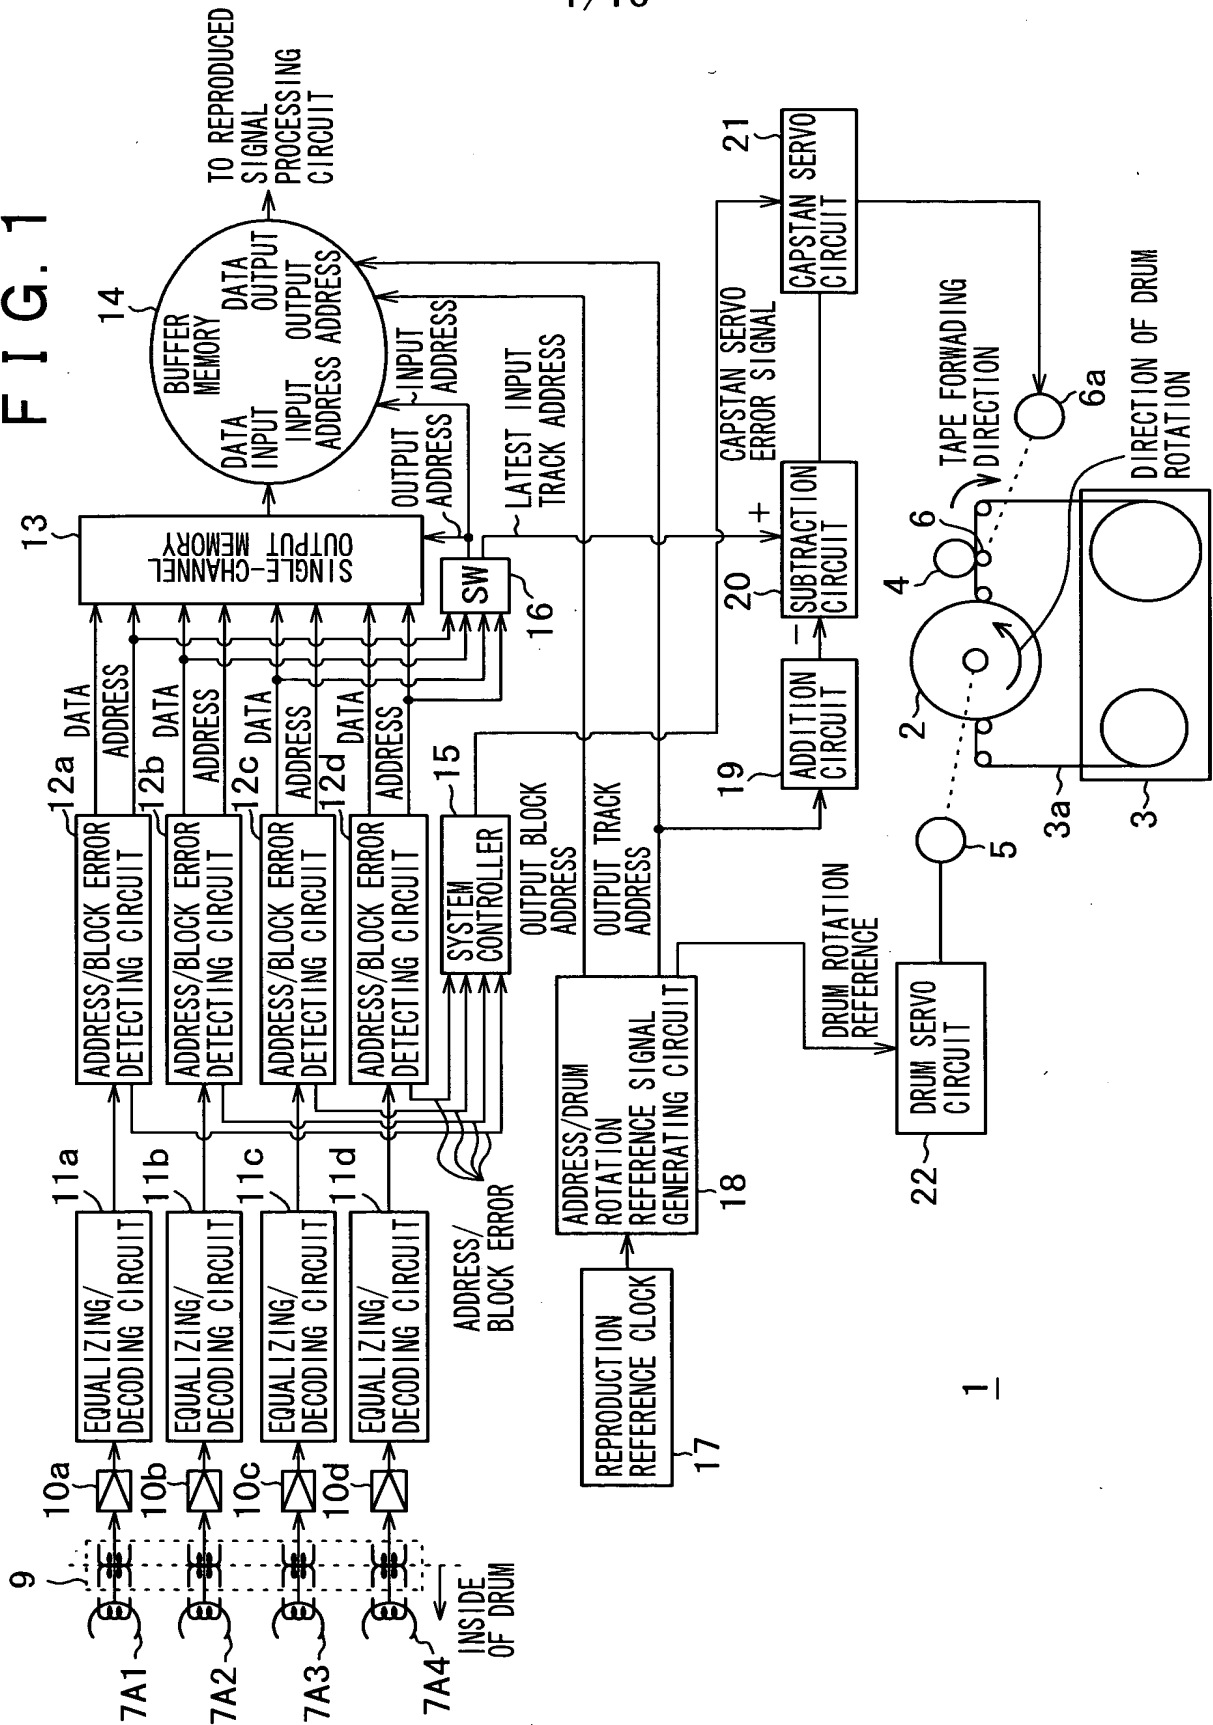 1/16
FIG. 1
9
7A1
7A2
7A3
7A4
INSIDE
OF DRUM
10a
10b
10c
10d
11a
EQUALIZING/
DECODING CIRCUIT
11b
EQUALIZING/
DECODING CIRCUIT
11c
EQUALIZING/
DECODING CIRCUIT
11d
EQUALIZING/
DECODING CIRCUIT
ADDRESS/
BLOCK ERROR
12a
ADDRESS/BLOCK ERROR
DETECTING CIRCUIT
12b
ADDRESS/BLOCK ERROR
DETECTING CIRCUIT
12c
ADDRESS/BLOCK ERROR
DETECTING CIRCUIT
12d
ADDRESS/BLOCK ERROR
DETECTING CIRCUIT
DATA
ADDRESS
DATA
ADDRESS
DATA
ADDRESS
DATA
ADDRESS
15
SYSTEM
CONTROLLER
13
SINGLE-CHANNEL
OUTPUT MEMORY
SW
16
OUTPUT
ADDRESS
INPUT
ADDRESS
LATEST INPUT
TRACK ADDRESS
14
BUFFER
MEMORY
DATA
INPUT
DATA
OUTPUT
INPUT
ADDRESS
OUTPUT
ADDRESS
TO REPRODUCED
SIGNAL
PROCESSING
CIRCUIT
REPRODUCTION
REFERENCE CLOCK
17
ADDRESS/DRUM
ROTATION
REFERENCE SIGNAL
GENERATING CIRCUIT
18
OUTPUT BLOCK
ADDRESS
OUTPUT TRACK
ADDRESS
DRUM ROTATION
REFERENCE
19
ADDITION
CIRCUIT
−
+
20
SUBTRACTION
CIRCUIT
CAPSTAN SERVO
ERROR SIGNAL
21
CAPSTAN SERVO
CIRCUIT
22
DRUM SERVO
CIRCUIT
5
2
4
6
6a
TAPE FORWADING
DIRECTION
DIRECTION OF DRUM
ROTATION
3a
3
1